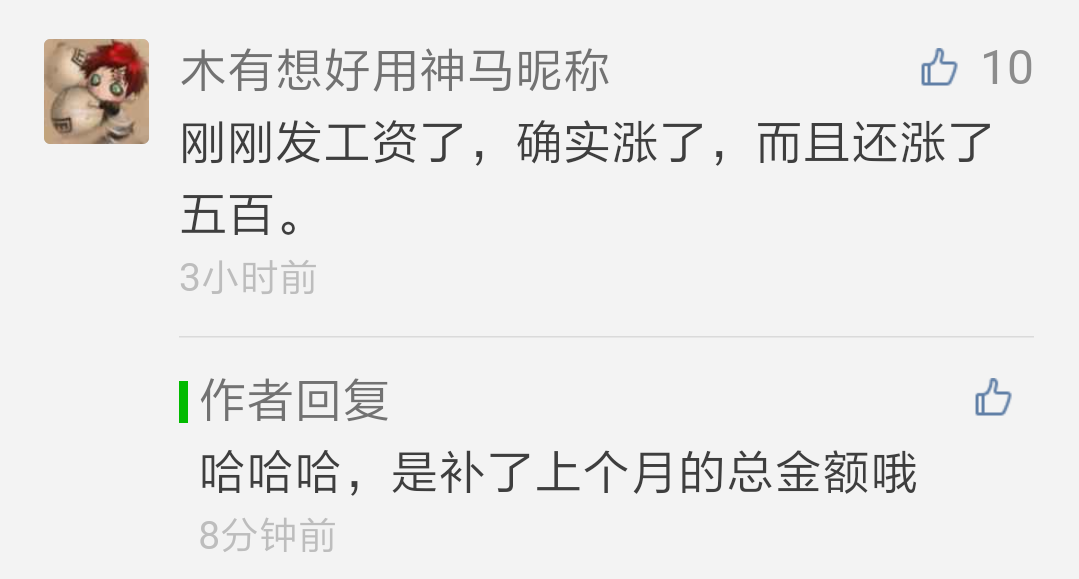 木有想好用神马昵称
10
刚刚发工资了，确实涨了，而且还涨了
五百。
3小时前
作者回复
哈哈哈，是补了上个月的总金额哦
8分钟前